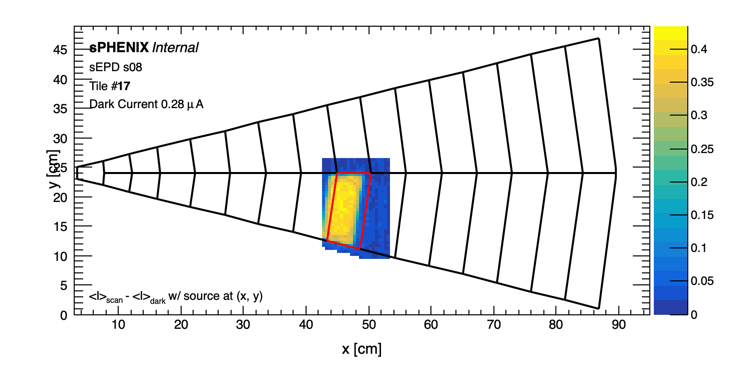 sPHENIX Internal
sEPD s08
Tile #17
Dark Current 0.28 μA
<I>scan - <I>dark w/ source at (x, y)
y [cm]
45
40
35
30
25
20
15
10
5
0
10 20 30 40 50 60 70 80 90
x [cm]
0.4
0.35
0.3
0.25
0.2
0.15
0.1
0.05
0